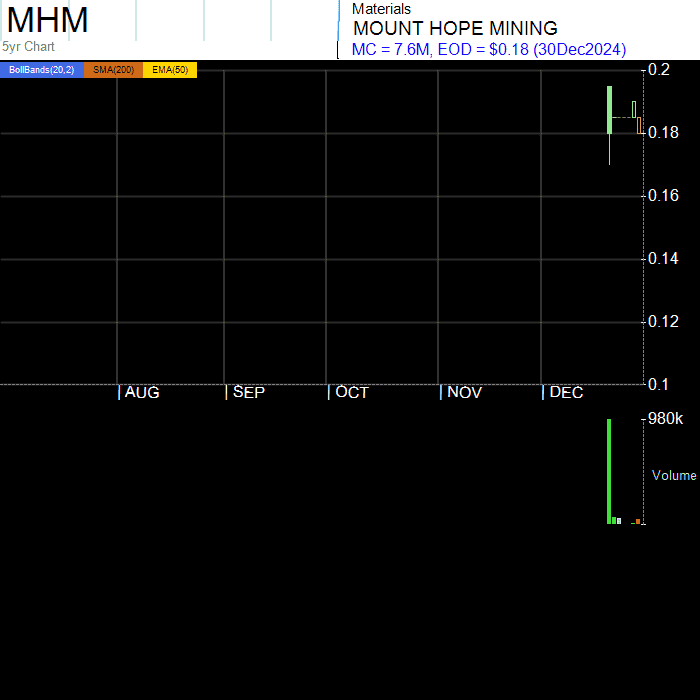 MHM
5yr Chart
Materials
MOUNT HOPE MINING
MC = 7.6M, EOD = $0.18 (30Dec2024)
BollBands(20,2) SMA(200) EMA(50)
0.2
0.18
0.16
0.14
0.12
0.1
AUG SEP OCT NOV DEC
980k
Volume